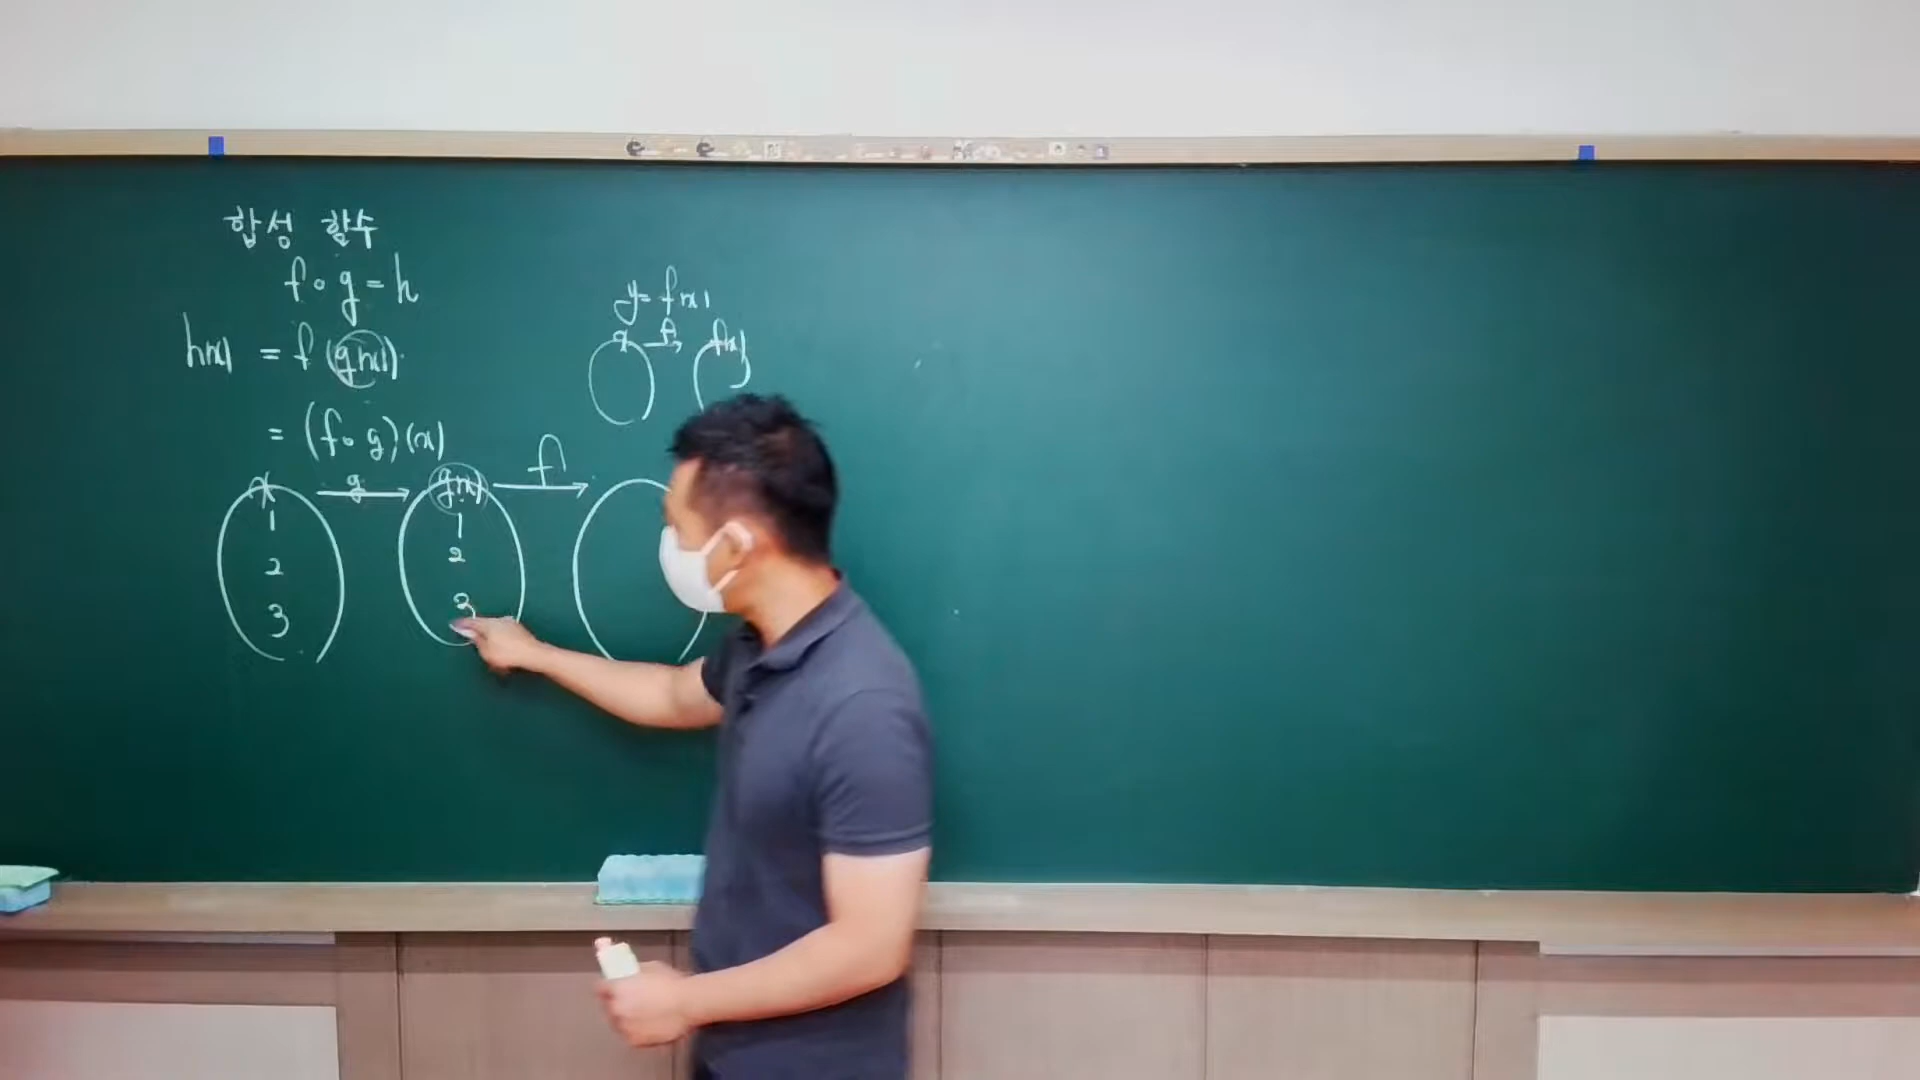 합성 함수
f∘g=h
h(x) = f(g(x))
= (f∘g)(x)
y=f(x)
x f f(x)
x g g(x) f
1 1
2 2
3 3